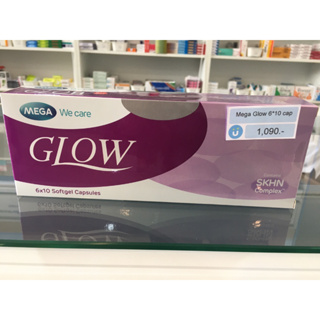 MEGA We care
Mega Glow 6*10 cap
1,090.-
GLOW
6x10 Softgel Capsules
SKHN
Complex